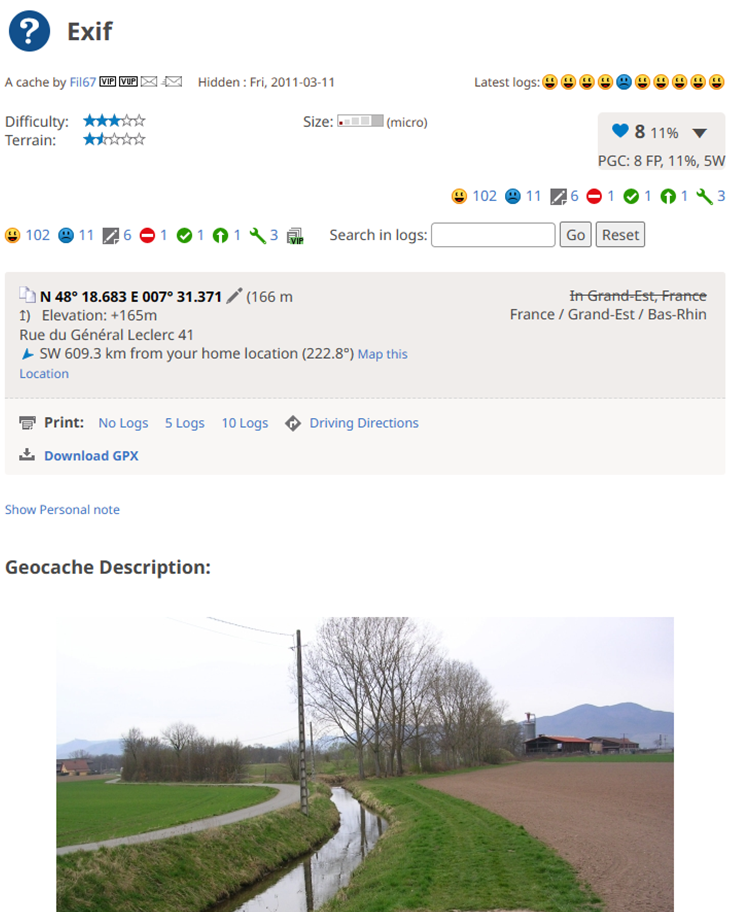 Exif
A cache by Fil67 VIP VUP Hidden : Fri, 2011-03-11 Latest logs:
Difficulty:
Terrain:
Size: (micro)
8 11%
PGC: 8 FP, 11%, 5W
102 11 6 1 1 1 3
102 11 6 1 1 1 3 VIP Search in logs: Go Reset
N 48° 18.683 E 007° 31.371 (166 m
In Grand-Est, France
↥) Elevation: +165m
France / Grand-Est / Bas-Rhin
Rue du Général Leclerc 41
SW 609.3 km from your home location (222.8°) Map this
Location
Print: No Logs 5 Logs 10 Logs Driving Directions
Download GPX
Show Personal note
Geocache Description: